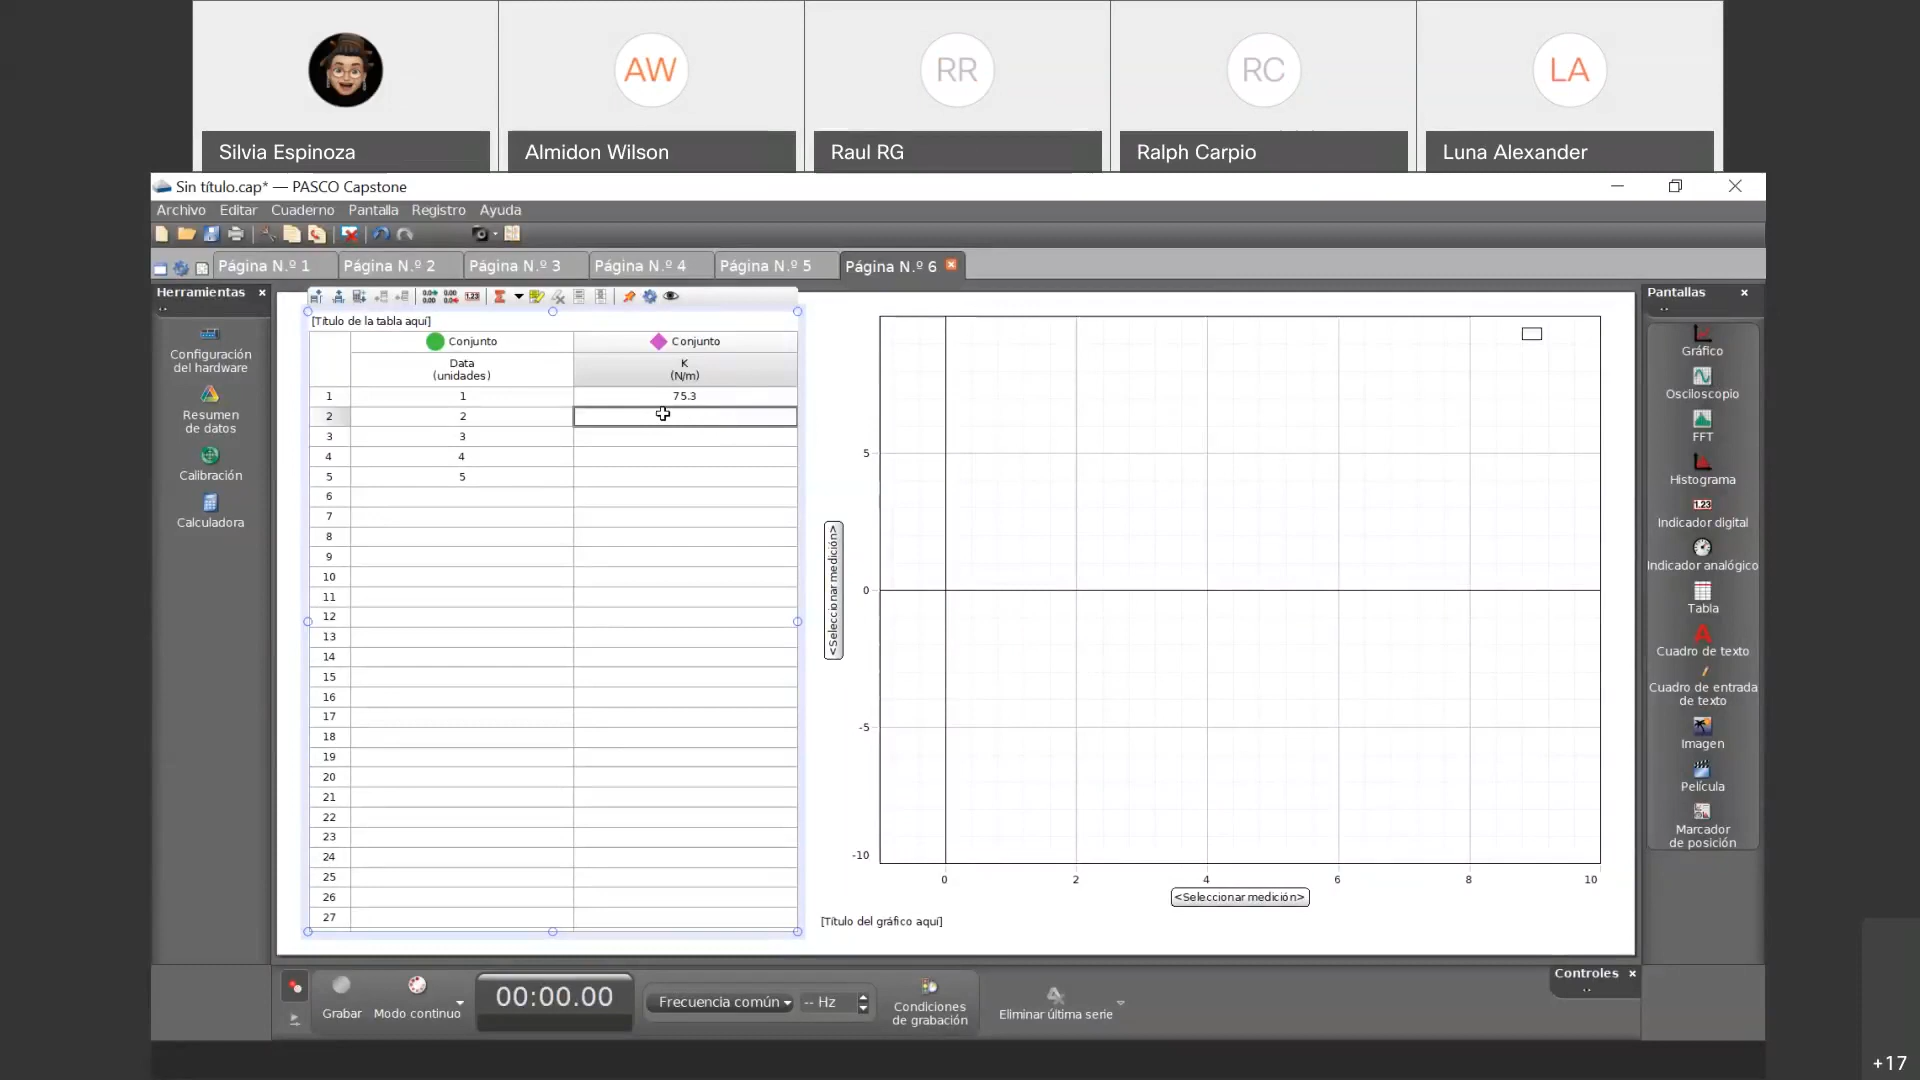 AW
RR
RC
LA
Silvia Espinoza
Almidon Wilson
Raul RG
Ralph Carpio
Luna Alexander
Sin título.cap* — PASCO Capstone
Archivo Editar Cuaderno Pantalla Registro Ayuda
Página N.º 1 Página N.º 2 Página N.º 3 Página N.º 4 Página N.º 5 Página N.º 6
Herramientas
Configuración
del hardware
Resumen
de datos
Calibración
Calculadora
[Título de la tabla aquí]
Conjunto Conjunto
Data K
(unidades) (N/m)
1 1 75.3
2 2
3 3
4 4
5 5
6
7
8
9
10
11
12
13
14
15
16
17
18
19
20
21
22
23
24
25
26
27
<Seleccionar medición>
5
0
-5
-10
0 2 4 6 8 10
<Seleccionar medición>
[Título del gráfico aquí]
Pantallas
Gráfico
Osciloscopio
FFT
Histograma
1.23
Indicador digital
Indicador analógico
Tabla
A
Cuadro de texto
Cuadro de entrada
de texto
Imagen
Película
Marcador
de posición
Grabar
Modo continuo
00:00.00
Frecuencia común
-- Hz
Condiciones
de grabación
Eliminar última serie
Controles
+17